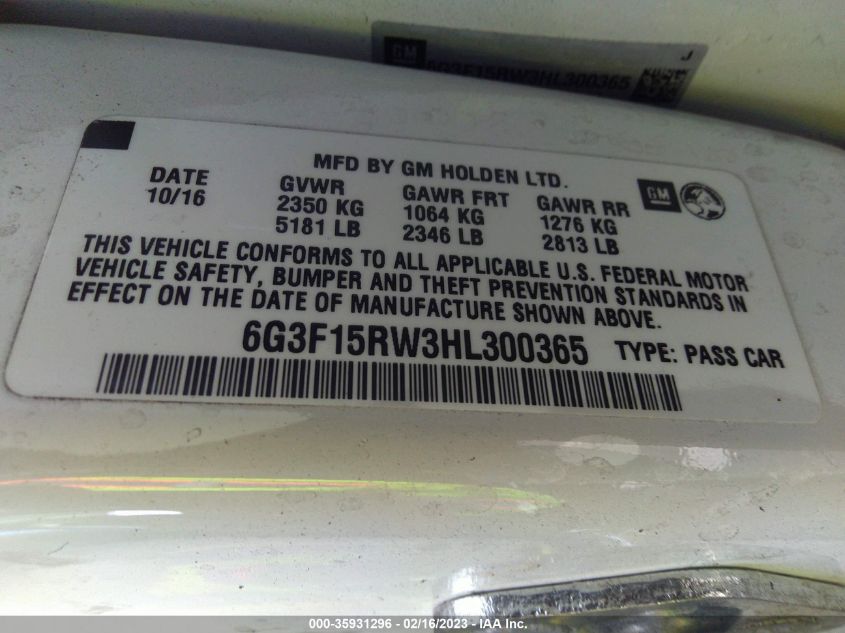 GM
J
6G3F15RW3HL300365
MFD BY GM HOLDEN LTD.
DATE GVWR GAWR FRT GAWR RR GM
10/16 2350 KG 1064 KG 1276 KG
5181 LB 2346 LB 2813 LB
THIS VEHICLE CONFORMS TO ALL APPLICABLE U.S. FEDERAL MOTOR
VEHICLE SAFETY, BUMPER AND THEFT PREVENTION STANDARDS IN
EFFECT ON THE DATE OF MANUFACTURE SHOWN ABOVE.
6G3F15RW3HL300365 TYPE: PASS CAR
000-35931296 - 02/16/2023 - IAA Inc.